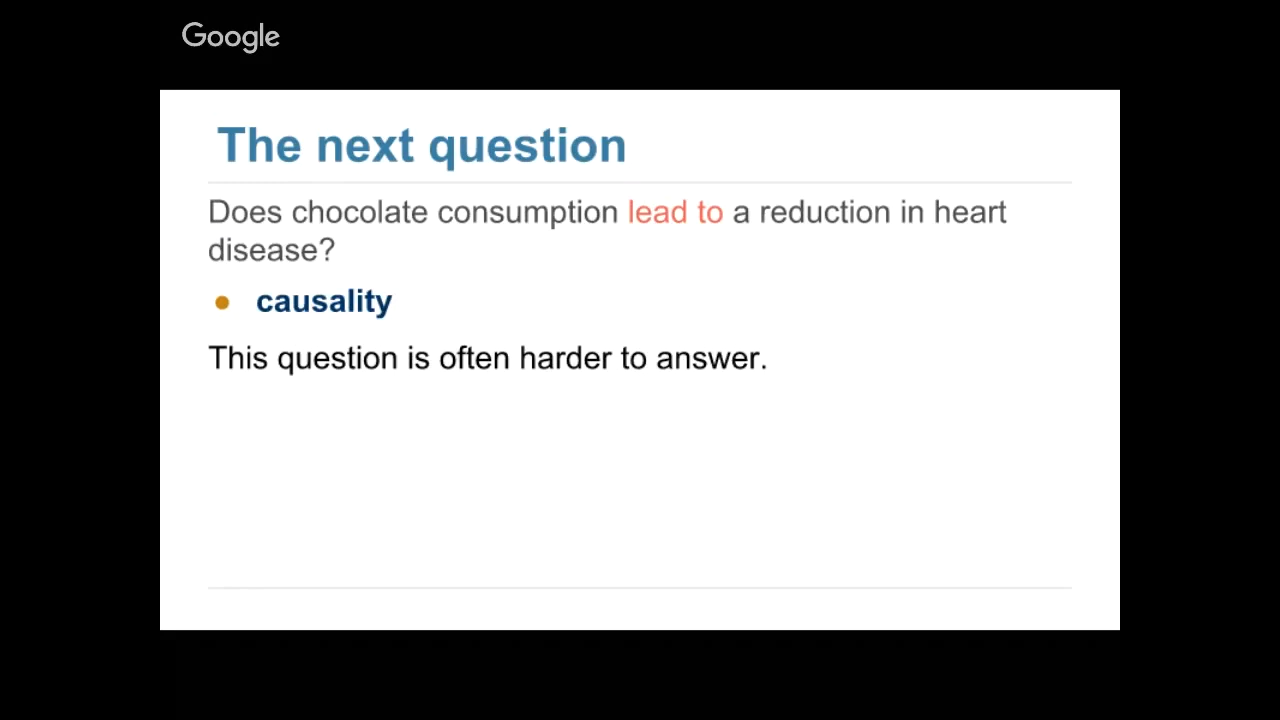 Google
The next question
Does chocolate consumption lead to a reduction in heart
disease?
● causality
This question is often harder to answer.